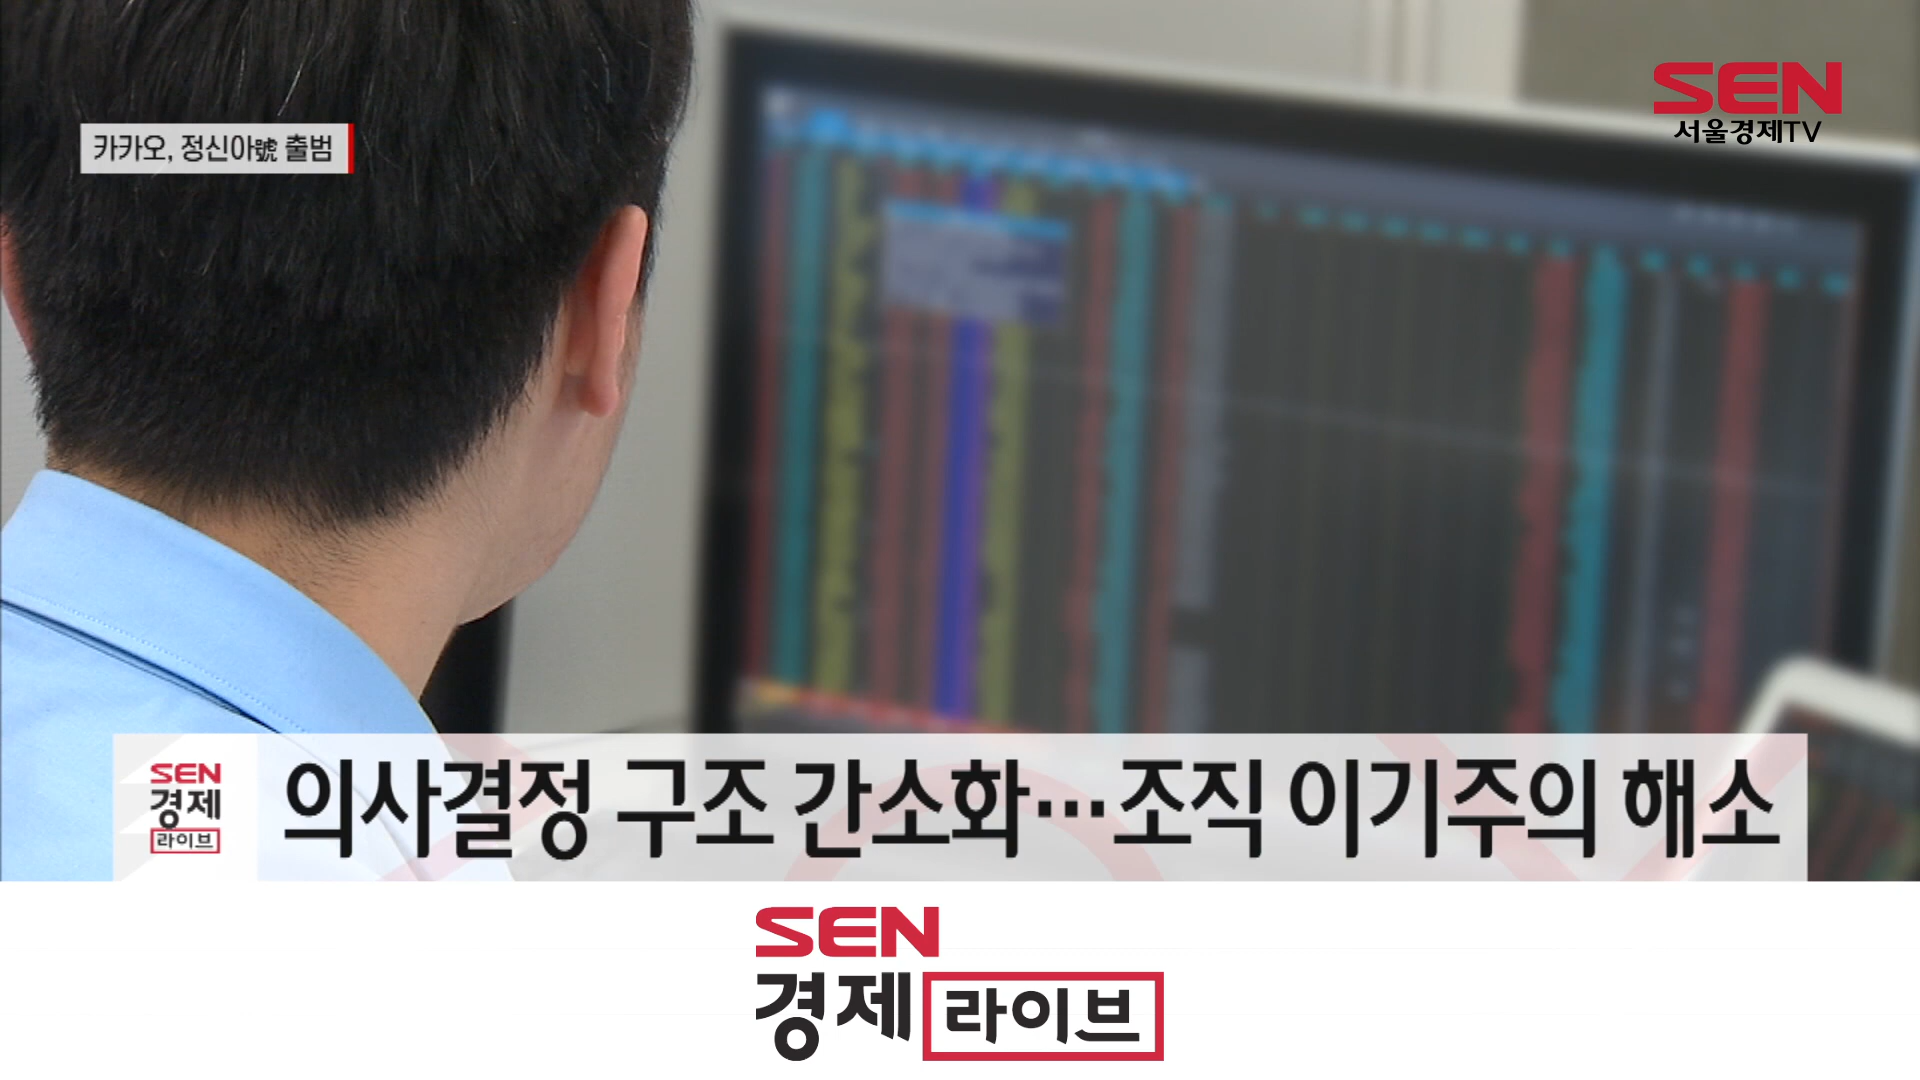 카카오, 정신아號 출범
SEN
서울경제TV
SEN
경제
라이브
의사결정 구조 간소화…조직 이기주의 해소
SEN
경제 라이브